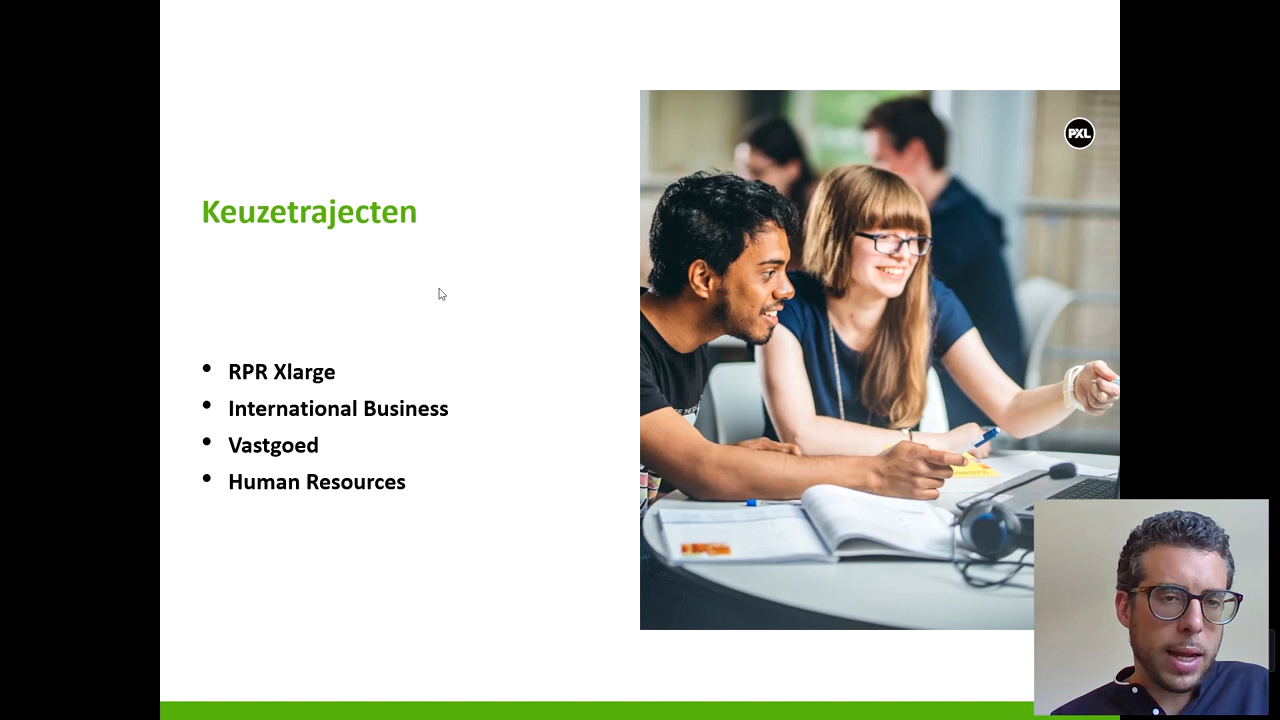 PXL
Keuzetrajecten
• RPR Xlarge
• International Business
• Vastgoed
• Human Resources